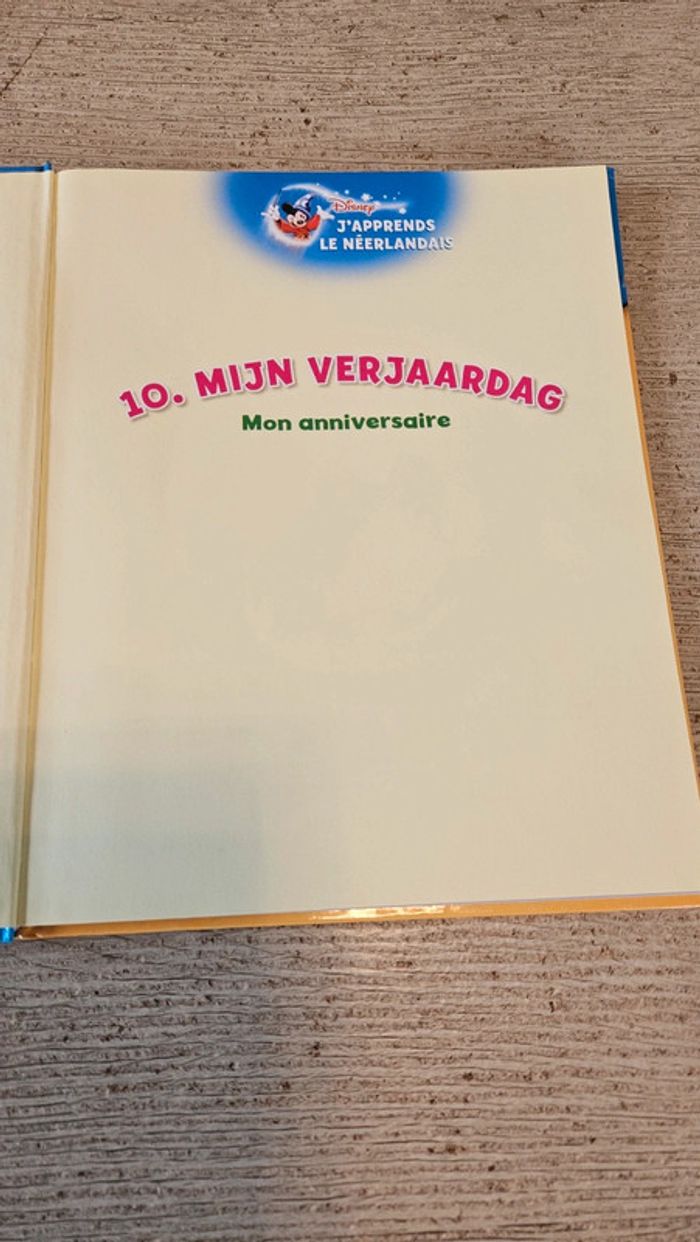 Disney
J'APPRENDS
LE NÉERLANDAIS
10. MIJN VERJAARDAG
Mon anniversaire